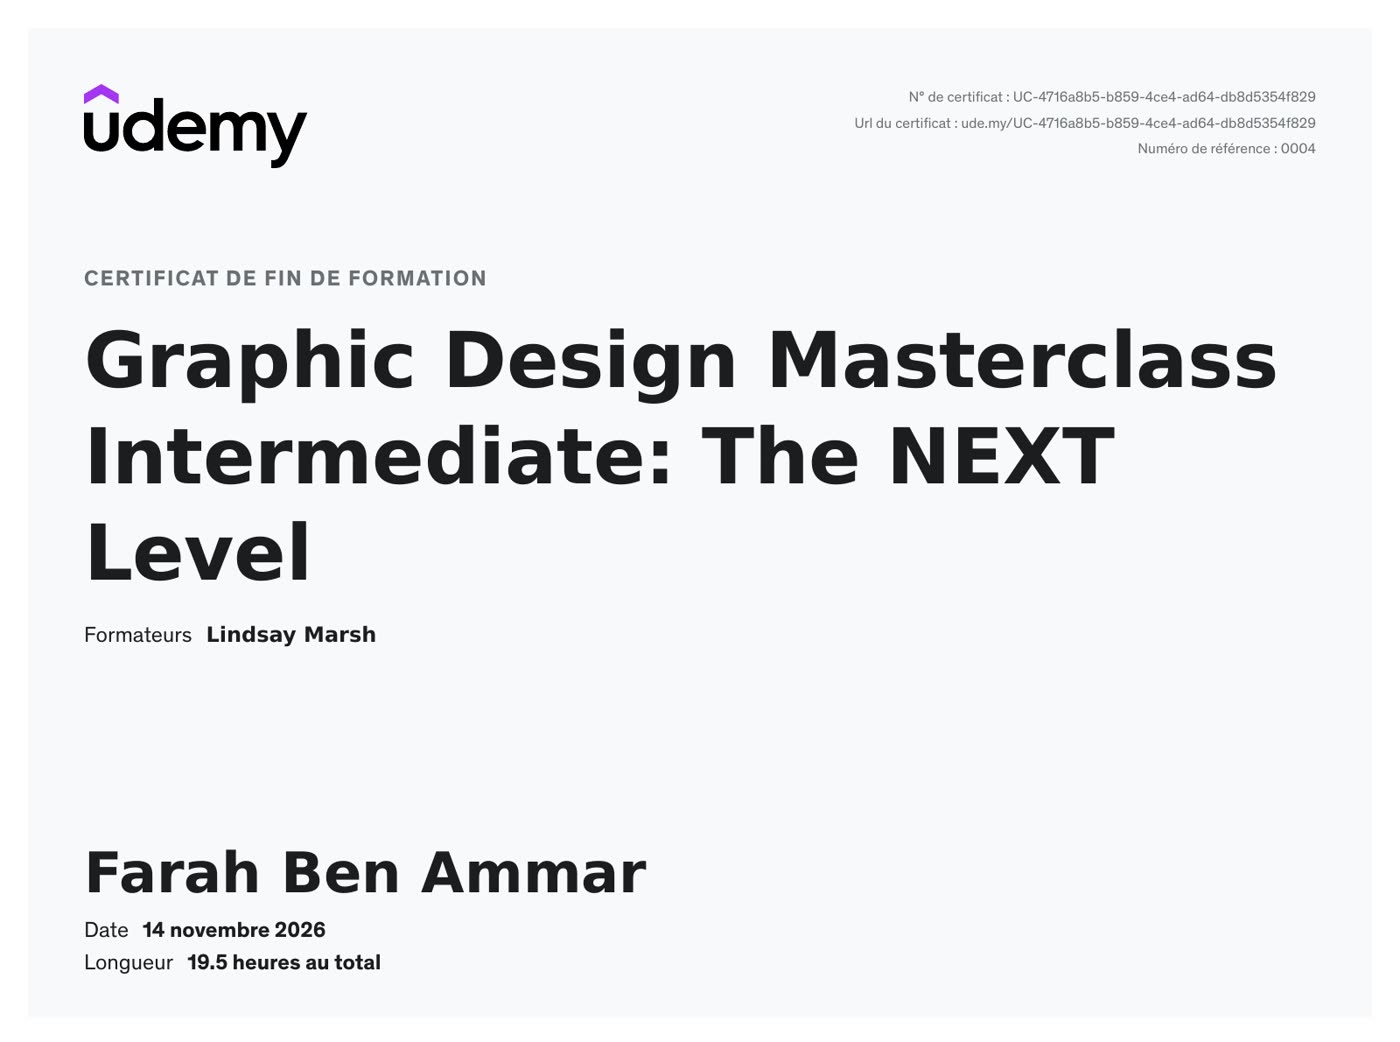 udemy
N° de certificat : UC-4716a8b5-b859-4ce4-ad64-db8d5354f829
Url du certificat : ude.my/UC-4716a8b5-b859-4ce4-ad64-db8d5354f829
Numéro de référence : 0004
CERTIFICAT DE FIN DE FORMATION
Graphic Design Masterclass
Intermediate: The NEXT
Level
Formateurs Lindsay Marsh
Farah Ben Ammar
Date 14 novembre 2026
Longueur 19.5 heures au total